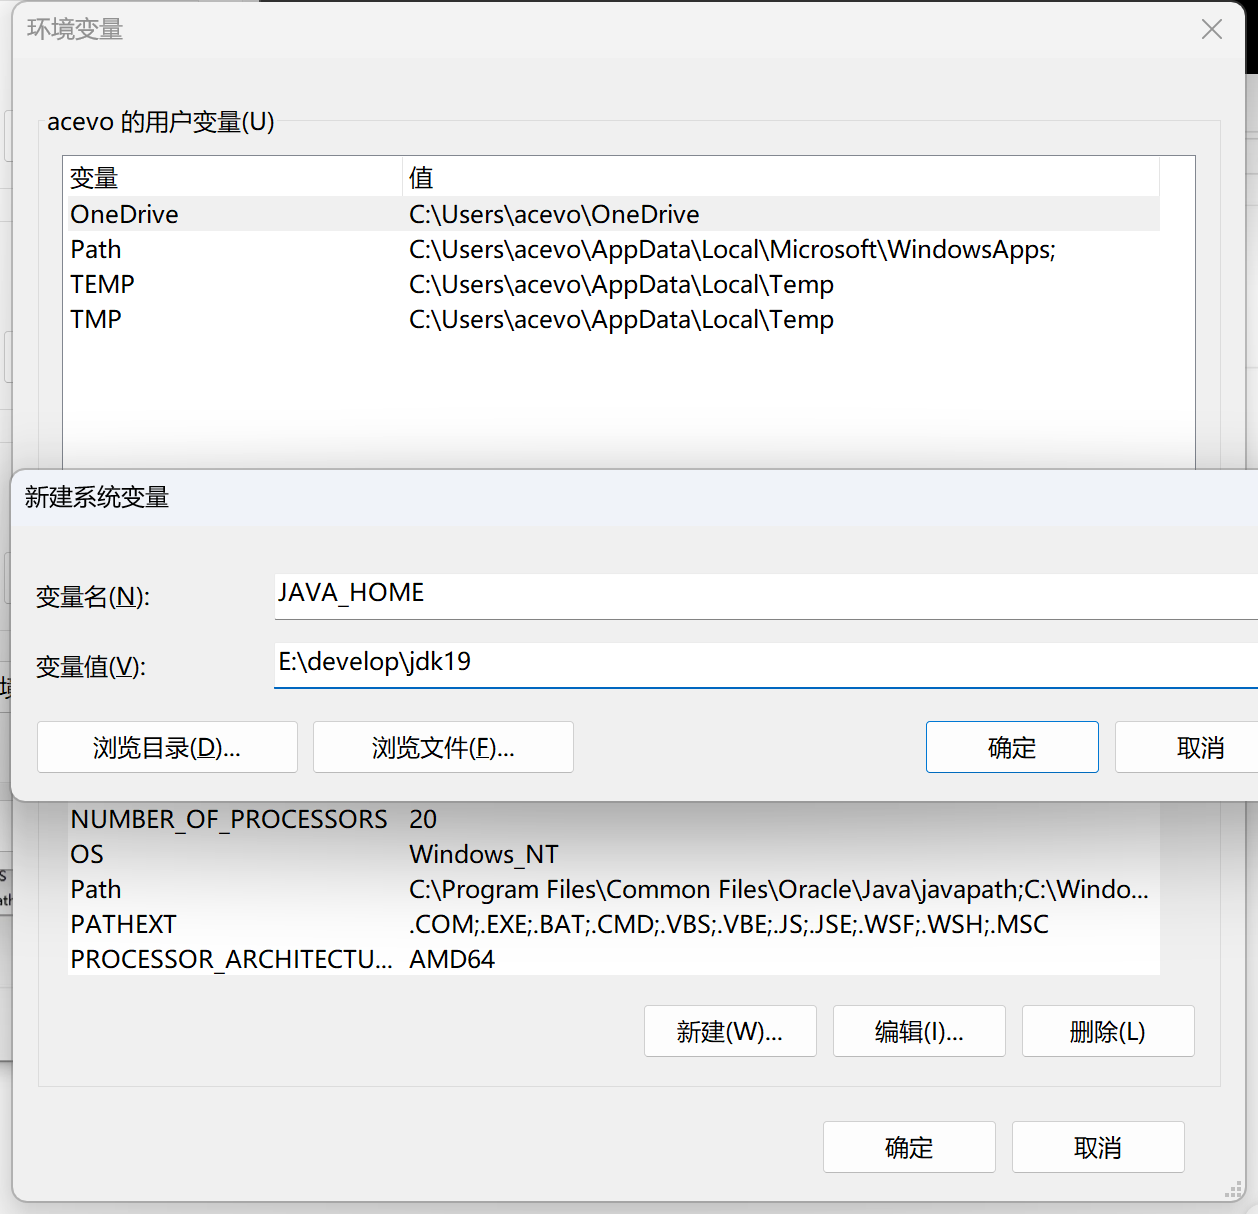 环境变量
acevo 的用户变量(U)
变量 值
OneDrive C:\Users\acevo\OneDrive
Path C:\Users\acevo\AppData\Local\Microsoft\WindowsApps;
TEMP C:\Users\acevo\AppData\Local\Temp
TMP C:\Users\acevo\AppData\Local\Temp
新建系统变量
变量名(N): JAVA_HOME
变量值(V): E:\develop\jdk19
浏览目录(D)... 浏览文件(F)... 确定 取消
NUMBER_OF_PROCESSORS 20
OS Windows_NT
Path C:\Program Files\Common Files\Oracle\Java\javapath;C:\Windo...
PATHEXT .COM;.EXE;.BAT;.CMD;.VBS;.VBE;.JS;.JSE;.WSF;.WSH;.MSC
PROCESSOR_ARCHITECTU... AMD64
新建(W)... 编辑(I)... 删除(L)
确定 取消